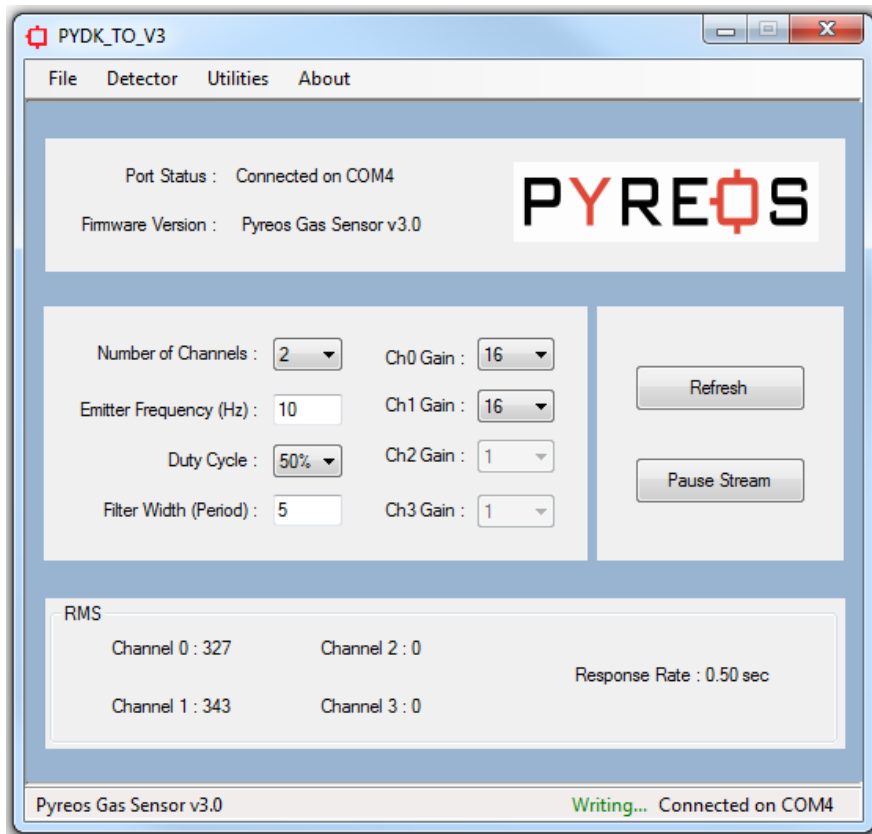 PYDK_TO_V3
File Detector Utilities About
Port Status : Connected on COM4
Firmware Version : Pyreos Gas Sensor v3.0
PYREOS
Number of Channels : 2
Emitter Frequency (Hz) : 10
Duty Cycle : 50%
Filter Width (Period) : 5
Ch0 Gain : 16
Ch1 Gain : 16
Ch2 Gain : 1
Ch3 Gain : 1
Refresh
Pause Stream
RMS
Channel 0 : 327
Channel 1 : 343
Channel 2 : 0
Channel 3 : 0
Response Rate : 0.50 sec
Pyreos Gas Sensor v3.0
Writing... Connected on COM4